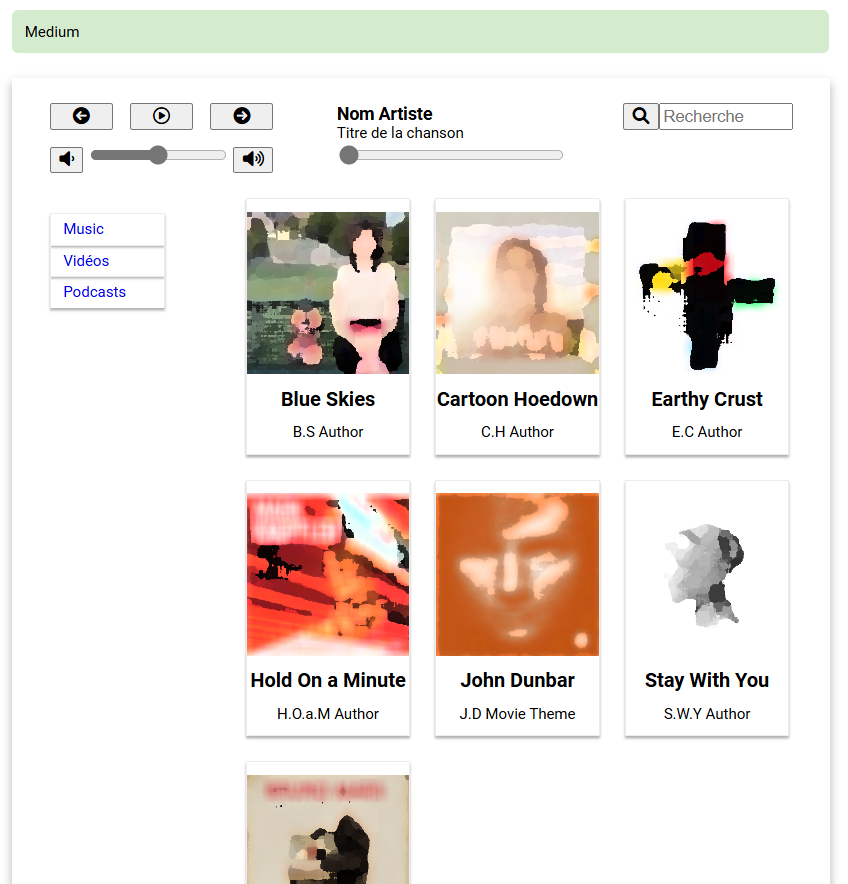 Medium
Nom Artiste
Titre de la chanson
Recherche
Music
Vidéos
Podcasts
Blue Skies
B.S Author
Cartoon Hoedown
C.H Author
Earthy Crust
E.C Author
Hold On a Minute
H.O.a.M Author
John Dunbar
J.D Movie Theme
Stay With You
S.W.Y Author